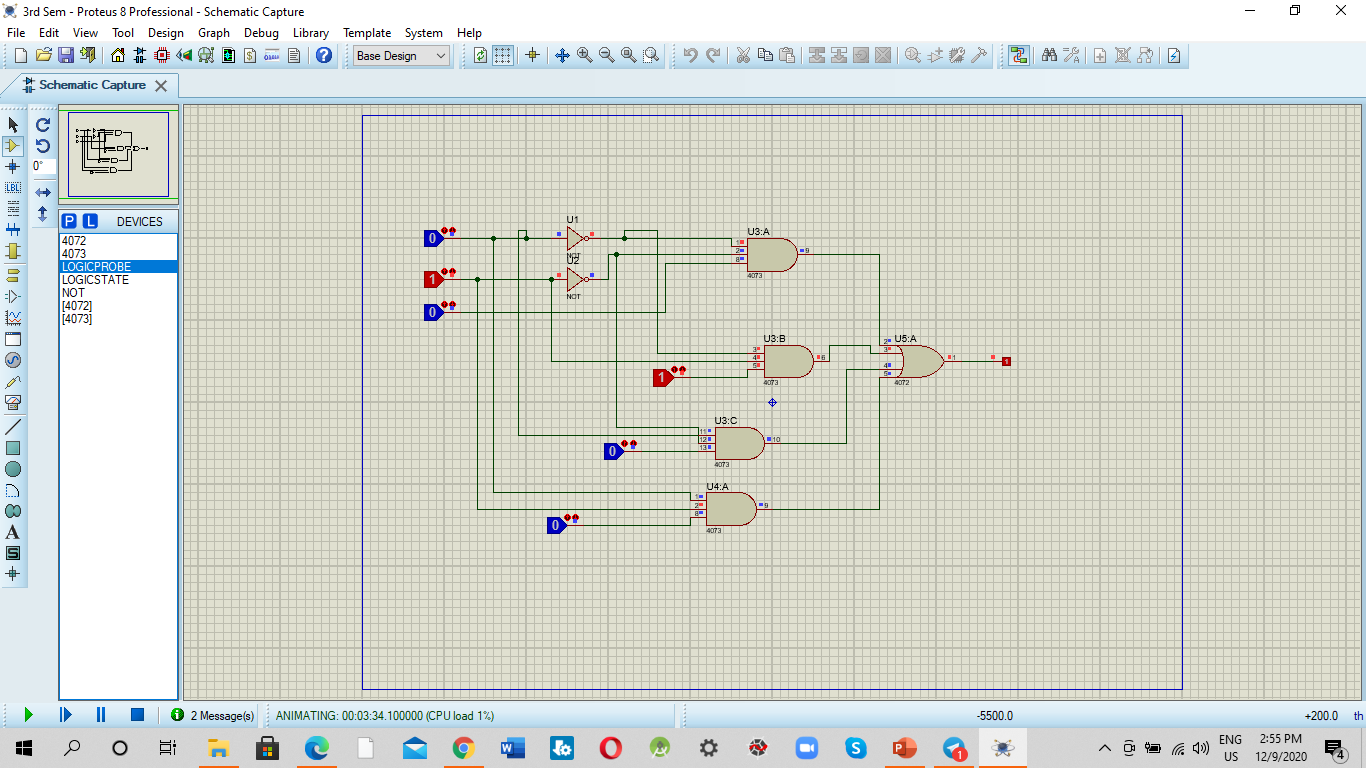 3rd Sem - Proteus 8 Professional - Schematic Capture
File Edit View Tool Design Graph Debug Library Template System Help
Base Design
Schematic Capture
0°
LBL
P L DEVICES
4072
4073
LOGICPROBE
LOGICSTATE
NOT
[4072]
[4073]
A
S
U1
0
NOT
U2
1
NOT
0
U3:A
1
2
8
9
4073
U3:B
3
4
5
6
4073
1
U5:A
2
3
4
5
1
4072
1
U3:C
11
12
13
10
4073
0
U4:A
1
2
8
9
4073
0
2 Message(s) ANIMATING: 00:03:34.100000 (CPU load 1%) -5500.0 +200.0 th
ENG
US
2:55 PM
12/9/2020
4
1